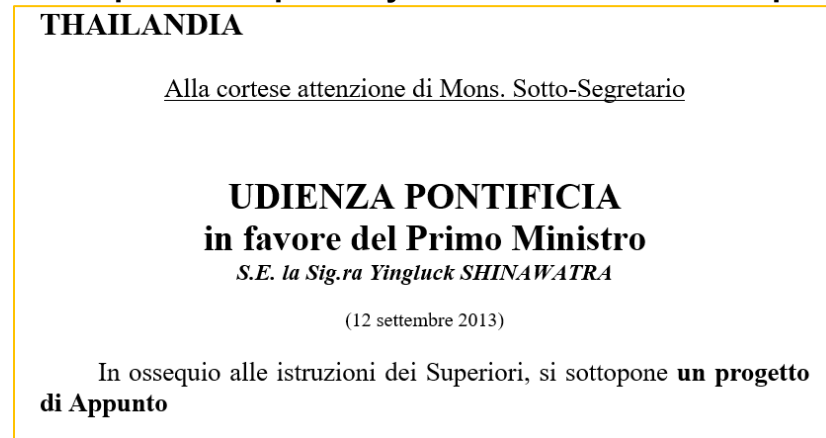 THAILANDIA
Alla cortese attenzione di Mons. Sotto-Segretario
UDIENZA PONTIFICIA
in favore del Primo Ministro
S.E. la Sig.ra Yingluck SHINAWATRA
(12 settembre 2013)
In ossequio alle istruzioni dei Superiori, si sottopone un progetto
di Appunto